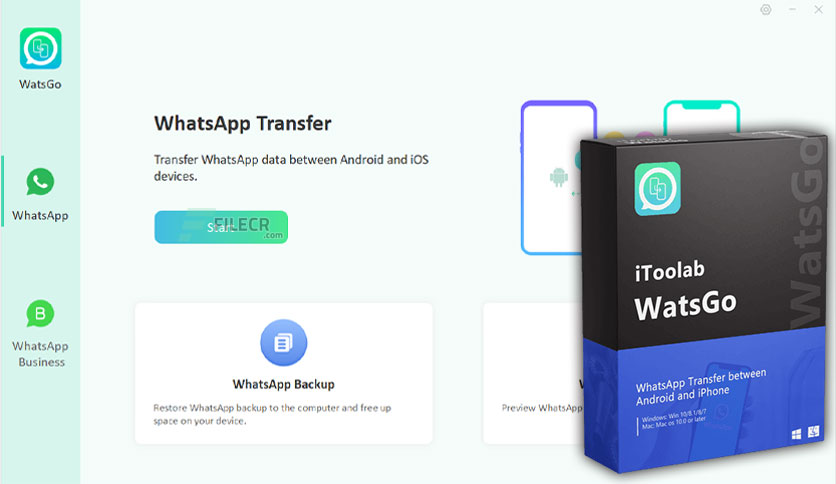 WatsGo
WhatsApp
WhatsApp
Business
WhatsApp Transfer
Transfer WhatsApp data between Android and iOS
devices.
Start
FILECR
.com
WhatsApp Backup
Restore WhatsApp backup to the computer and free up
space on your device.
Preview WhatsApp
WatsGo
iToolab
WatsGo
WhatsApp Transfer between
Android and iPhone
Windows: Win 10/8.1/8/7
Mac: Mac os 10.0 or later